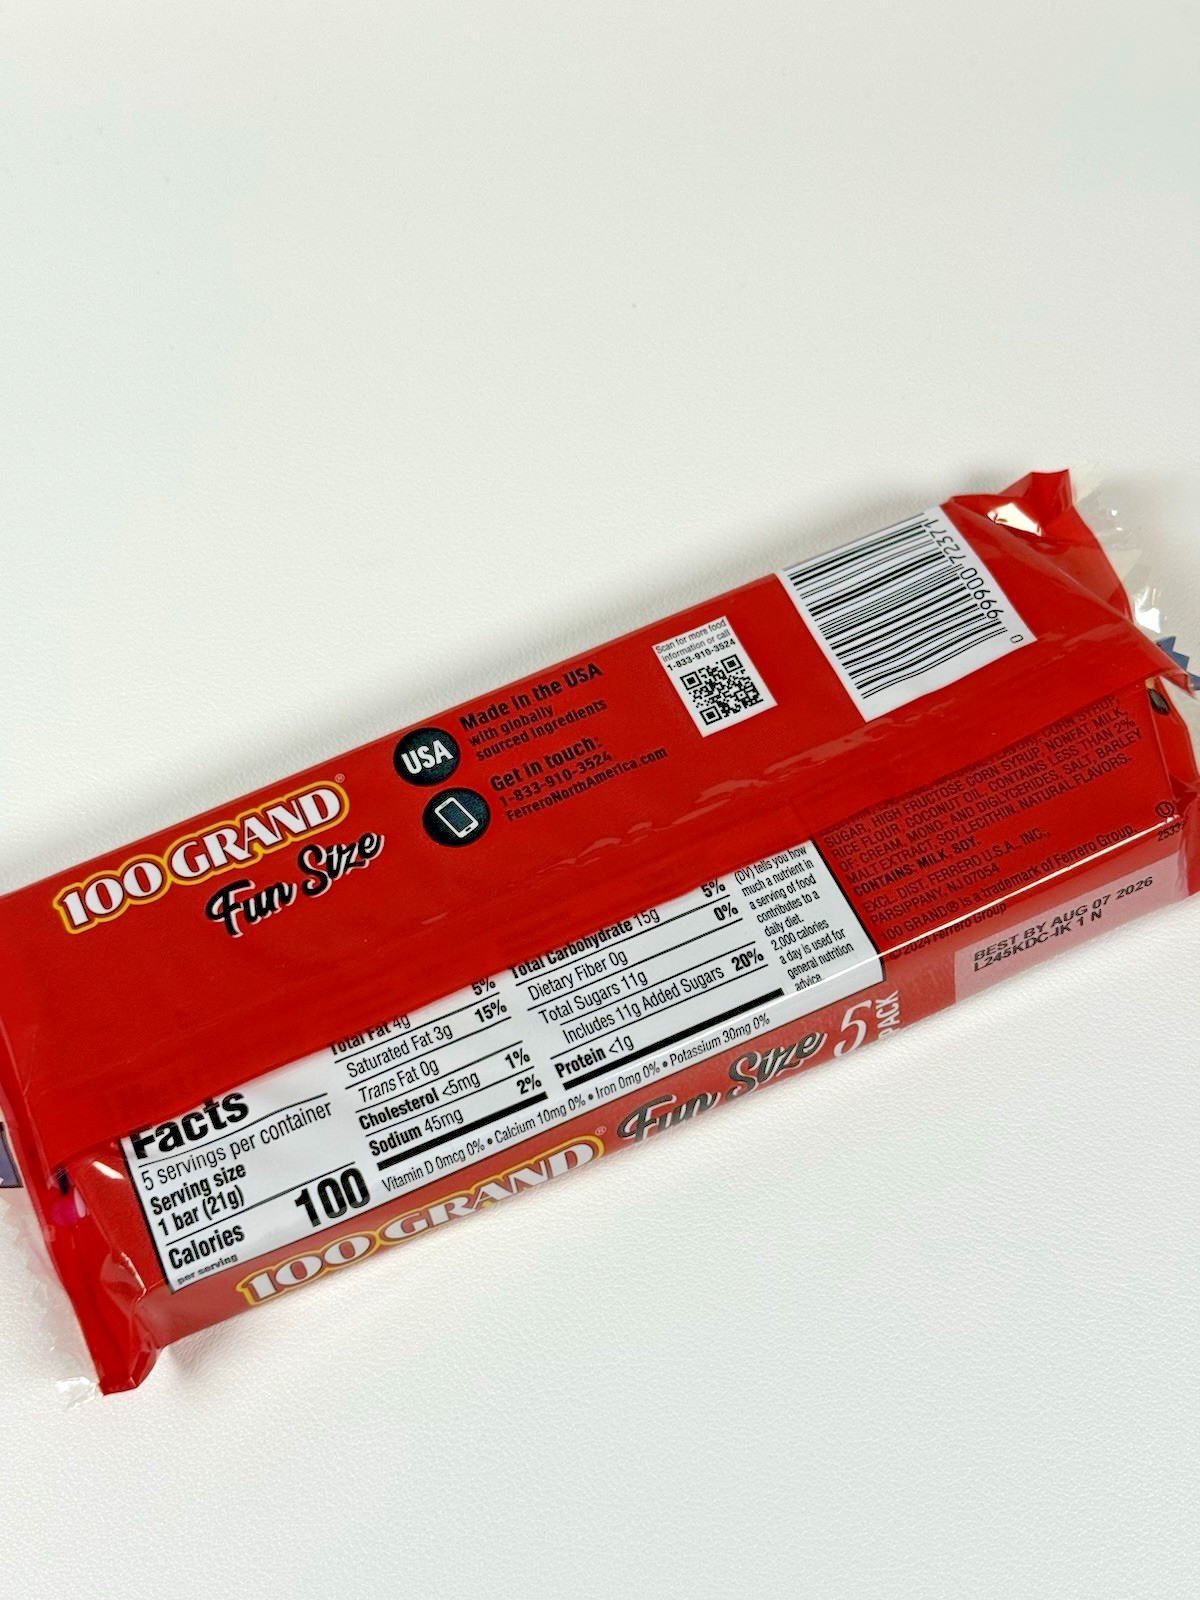 100 GRAND®
Fun Size
USA
Made in the USA
with globally
sourced ingredients
Get in touch:
1-833-910-3524
FerreroNorthAmerica.com
Scan for more food
information or call
1-833-910-3524
0 99900 72371
Facts
5 servings per container
Serving size
1 bar (21g)
Calories 100
per serving
Total Fat 4g 5%
Saturated Fat 3g 15%
Trans Fat 0g
Cholesterol <5mg 1%
Sodium 45mg 2%
Total Carbohydrate 15g 5%
Dietary Fiber 0g 0%
Total Sugars 11g
Includes 11g Added Sugars 20%
Protein <1g
Vitamin D 0mcg 0% • Calcium 10mg 0% • Iron 0mg 0% • Potassium 30mg 0%
(DV) tells you how
much a nutrient in
a serving of food
contributes to a
daily diet.
2,000 calories
a day is used for
general nutrition
advice.
CORN SYRUP,
SUGAR, HIGH FRUCTOSE CORN SYRUP, NONFAT MILK,
RICE FLOUR, COCONUT OIL. CONTAINS LESS THAN 2%
OF: CREAM, MONO- AND DIGLYCERIDES, SALT, BARLEY
MALT EXTRACT, SOY LECITHIN, NATURAL FLAVORS.
CONTAINS: MILK, SOY.
EXCL. DIST. FERRERO U.S.A., INC.,
PARSIPPANY, NJ 07054
100 GRAND® is a trademark of Ferrero Group
©2024 Ferrero Group
BEST BY AUG 07 2026
L245KDC-IK 1 N
100 GRAND®
Fun Size 5
PACK